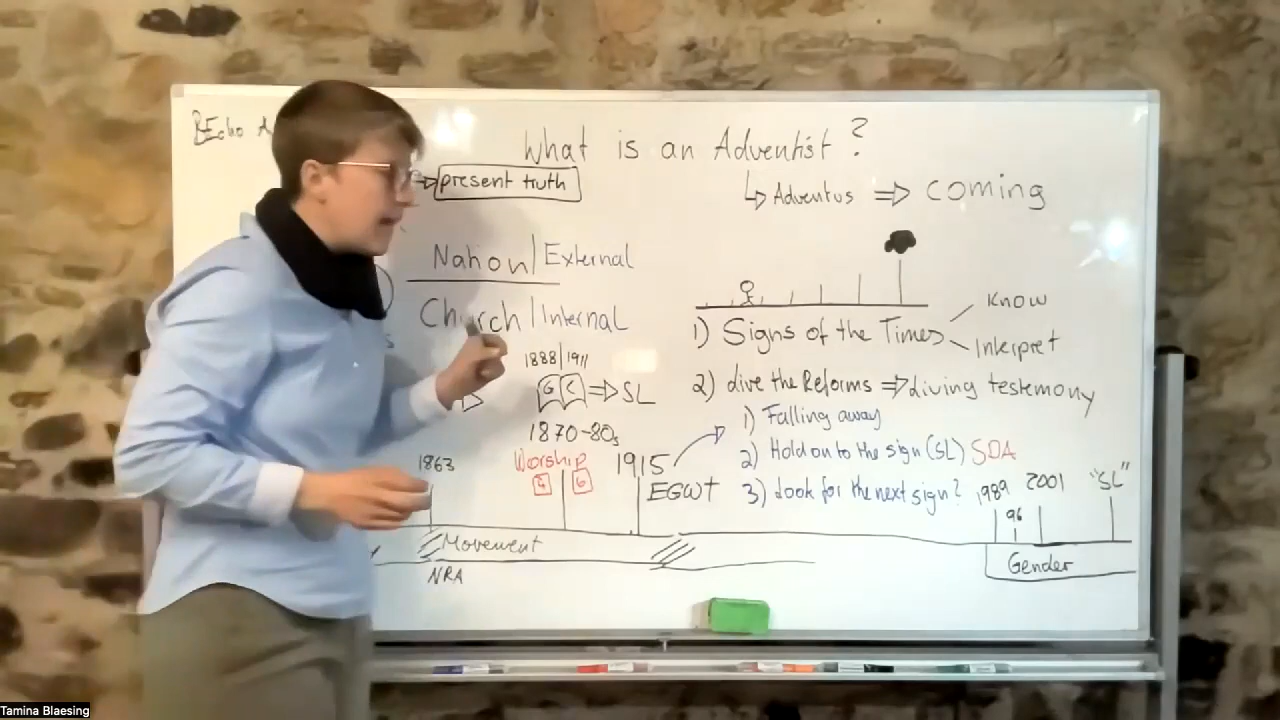 What is an Adventist?
present truth
↳ Adventus ⇒ coming
Nation | External
Church | Internal
1888 | 1911
G C ⇒ SL
1870-80s
Worship
4 6
1863
1915
EGW†
Movement
NRA
1) Signs of the Times
Know
Interpret
2) Live the Reforms ⇒ Living testemony
1) Falling away
2) Hold on to the sign (SL) SDA
3) Look for the next sign?
1989
96
2001
"SL"
Gender
Tamina Blaesing